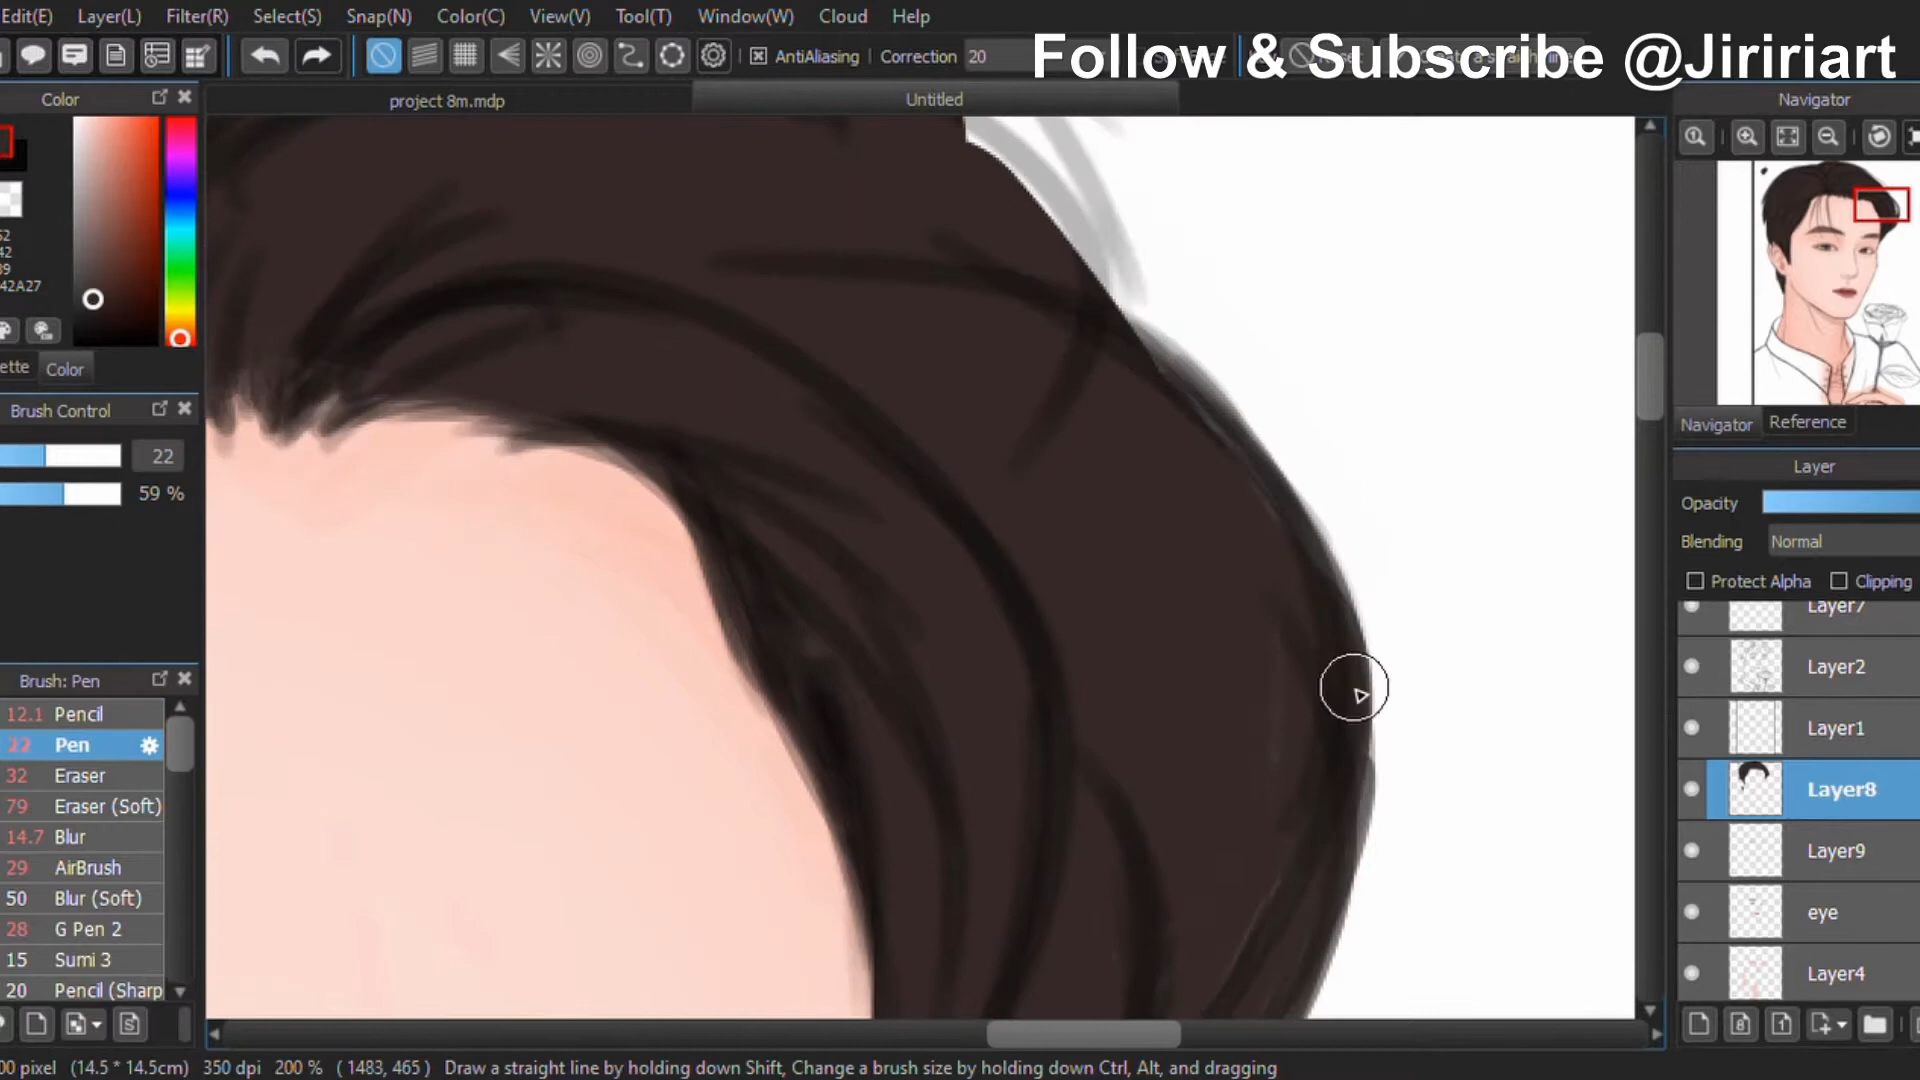 Edit(E) Layer(L) Filter(R) Select(S) Snap(N) Color(C) View(V) Tool(T) Window(W) Cloud Help
AntiAliasing Correction 20
Follow & Subscribe @Jiririart
Color
project 8m.mdp
Untitled
Navigator
52
42
39
42A27
ette Color
Brush Control
22
59 %
Navigator Reference
Layer
Opacity
Blending Normal
Protect Alpha Clipping
Layer7
Layer2
Layer1
Layer8
Layer9
eye
Layer4
Brush: Pen
12.1 Pencil
22 Pen
32 Eraser
79 Eraser (Soft)
14.7 Blur
29 AirBrush
50 Blur (Soft)
28 G Pen 2
15 Sumi 3
20 Pencil (Sharp
00 pixel (14.5 * 14.5cm) 350 dpi 200 % ( 1483, 465 ) Draw a straight line by holding down Shift, Change a brush size by holding down Ctrl, Alt, and dragging